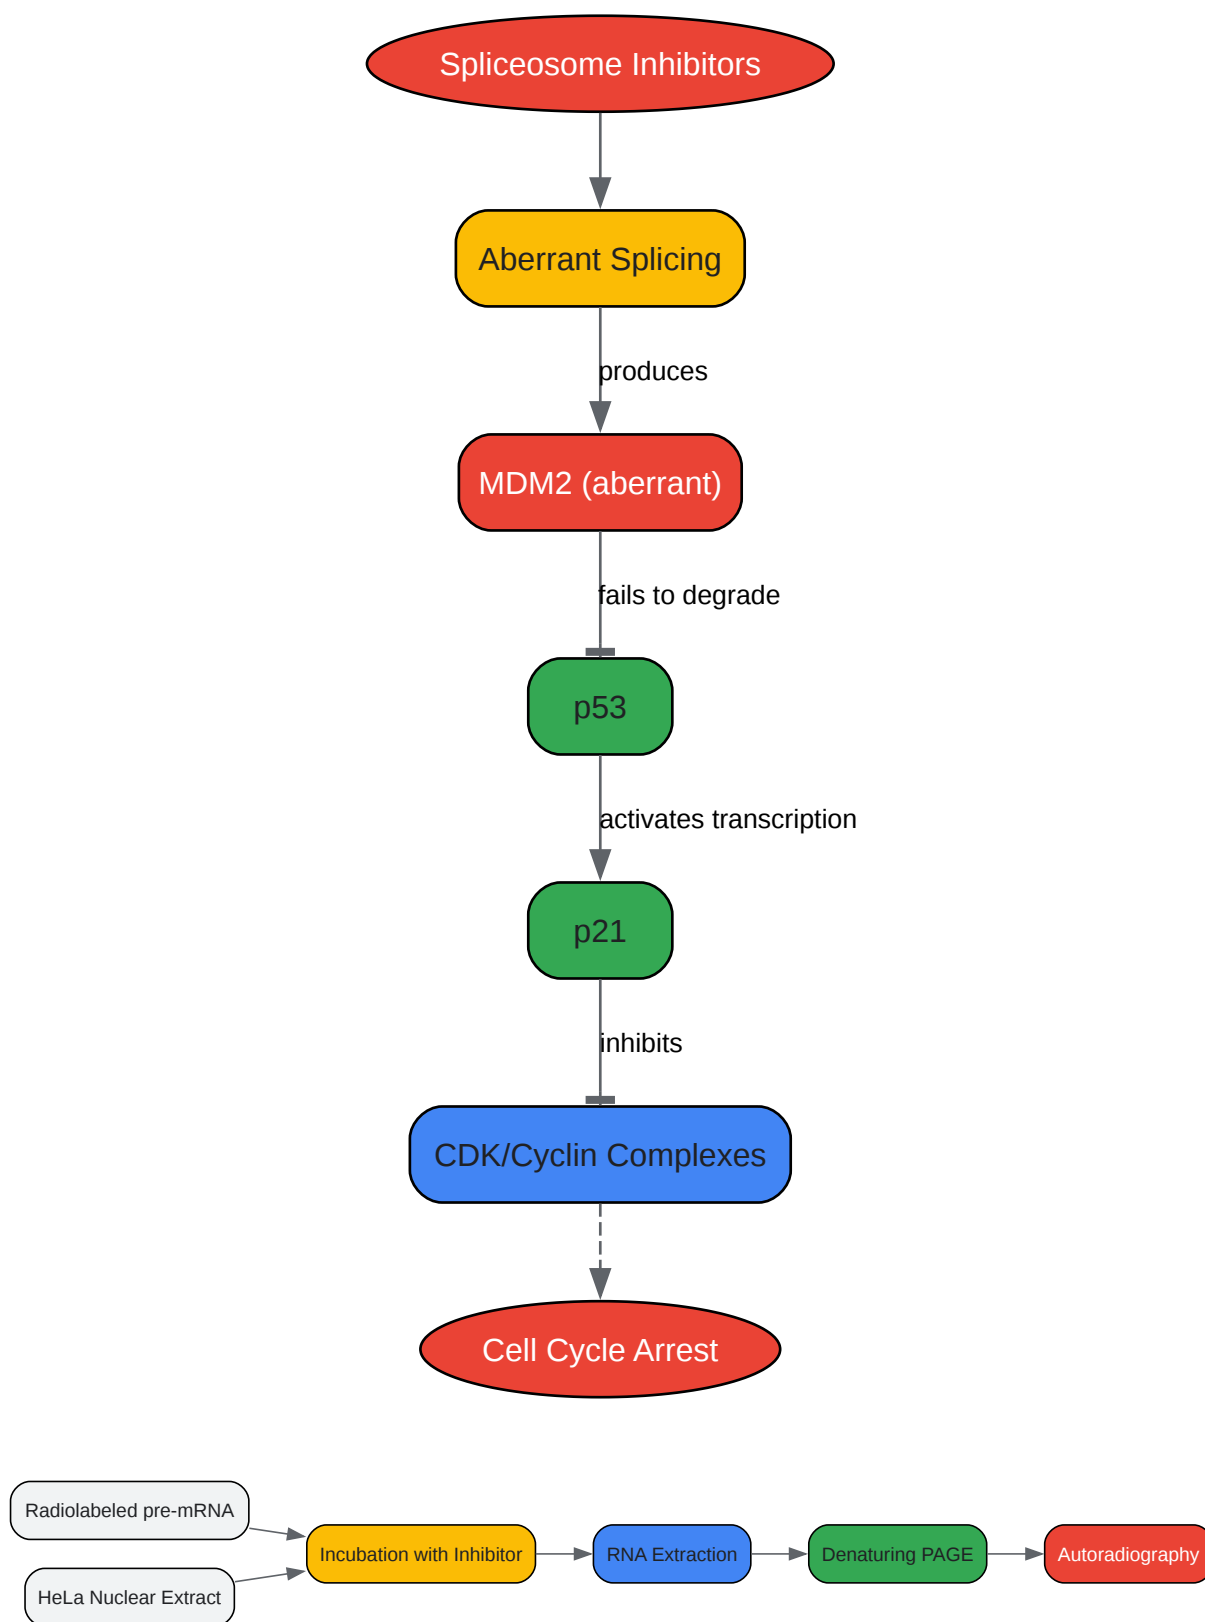 Spliceosome Inhibitors
Aberrant Splicing
produces
MDM2 (aberrant)
fails to degrade
p53
activates transcription
p21
inhibits
CDK/Cyclin Complexes
Cell Cycle Arrest
Radiolabeled pre-mRNA
HeLa Nuclear Extract
Incubation with Inhibitor
RNA Extraction
Denaturing PAGE
Autoradiography